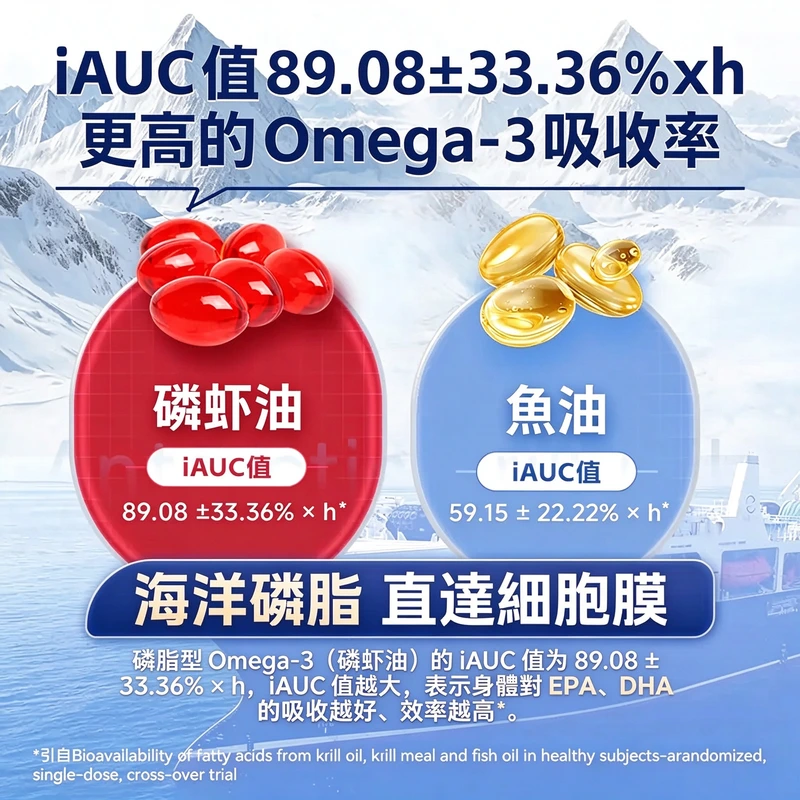 iAUC值89.08±33.36%xh
更高的Omega-3吸收率
磷虾油
iAUC值
89.08 ±33.36% × h*
魚油
iAUC值
59.15 ± 22.22% × h*
海洋磷脂 直達細胞膜
磷脂型 Omega-3（磷虾油）的 iAUC 值为 89.08 ±
33.36% × h，iAUC 值越大，表示身體對 EPA、DHA
的吸收越好、效率越高*。
*引自Bioavailability of fatty acids from krill oil, krill meal and fish oil in healthy subjects-arandomized,
single-dose, cross-over trial